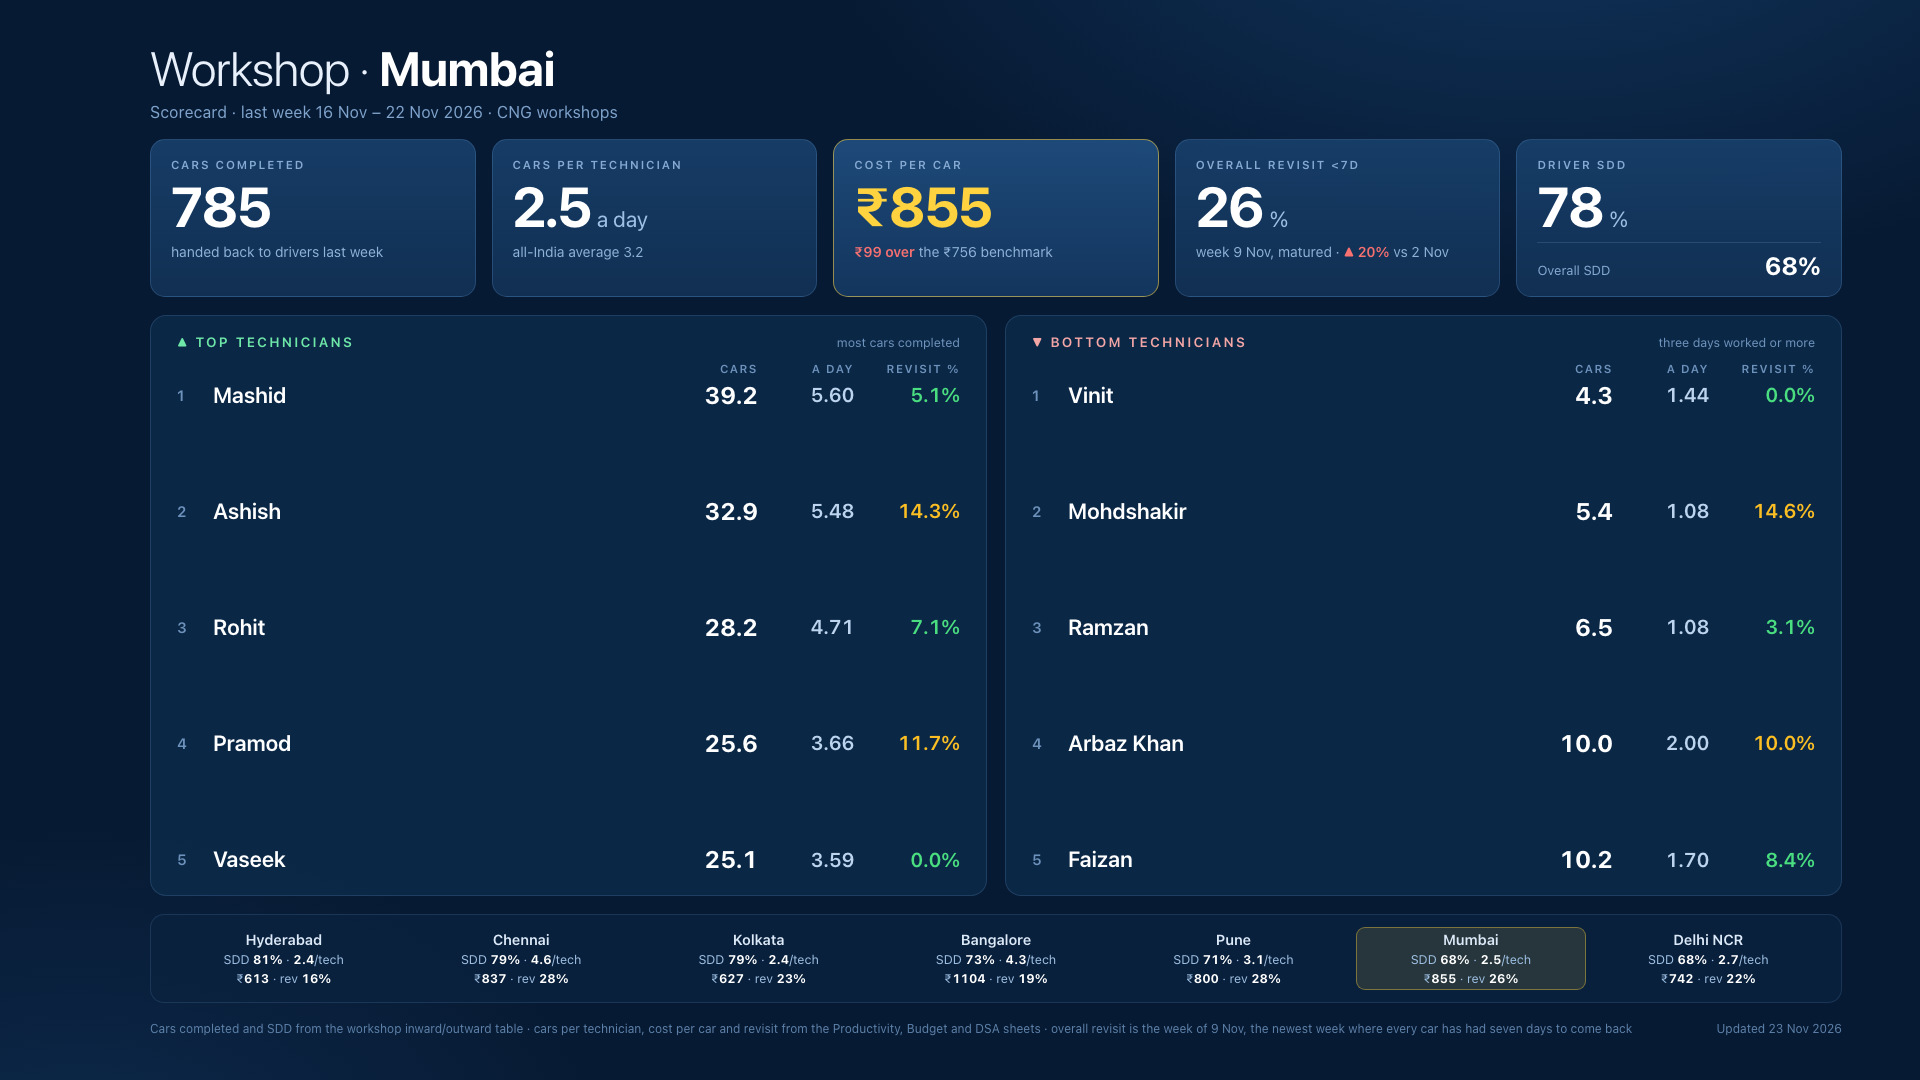 Workshop · Mumbai
Scorecard · last week 16 Nov – 22 Nov 2026 · CNG workshops
CARS COMPLETED
785
handed back to drivers last week
CARS PER TECHNICIAN
2.5 a day
all-India average 3.2
COST PER CAR
₹855
₹99 over the ₹756 benchmark
OVERALL REVISIT <7D
26 %
week 9 Nov, matured · ▲ 20% vs 2 Nov
DRIVER SDD
78 %
Overall SDD 68%
▲ TOP TECHNICIANS most cars completed
CARS A DAY REVISIT %
1 Mashid 39.2 5.60 5.1%
2 Ashish 32.9 5.48 14.3%
3 Rohit 28.2 4.71 7.1%
4 Pramod 25.6 3.66 11.7%
5 Vaseek 25.1 3.59 0.0%
▼ BOTTOM TECHNICIANS three days worked or more
CARS A DAY REVISIT %
1 Vinit 4.3 1.44 0.0%
2 Mohdshakir 5.4 1.08 14.6%
3 Ramzan 6.5 1.08 3.1%
4 Arbaz Khan 10.0 2.00 10.0%
5 Faizan 10.2 1.70 8.4%
Hyderabad
SDD 81% · 2.4/tech
₹613 · rev 16%
Chennai
SDD 79% · 4.6/tech
₹837 · rev 28%
Kolkata
SDD 79% · 2.4/tech
₹627 · rev 23%
Bangalore
SDD 73% · 4.3/tech
₹1104 · rev 19%
Pune
SDD 71% · 3.1/tech
₹800 · rev 28%
Mumbai
SDD 68% · 2.5/tech
₹855 · rev 26%
Delhi NCR
SDD 68% · 2.7/tech
₹742 · rev 22%
Cars completed and SDD from the workshop inward/outward table · cars per technician, cost per car and revisit from the Productivity, Budget and DSA sheets · overall revisit is the week of 9 Nov, the newest week where every car has had seven days to come back
Updated 23 Nov 2026